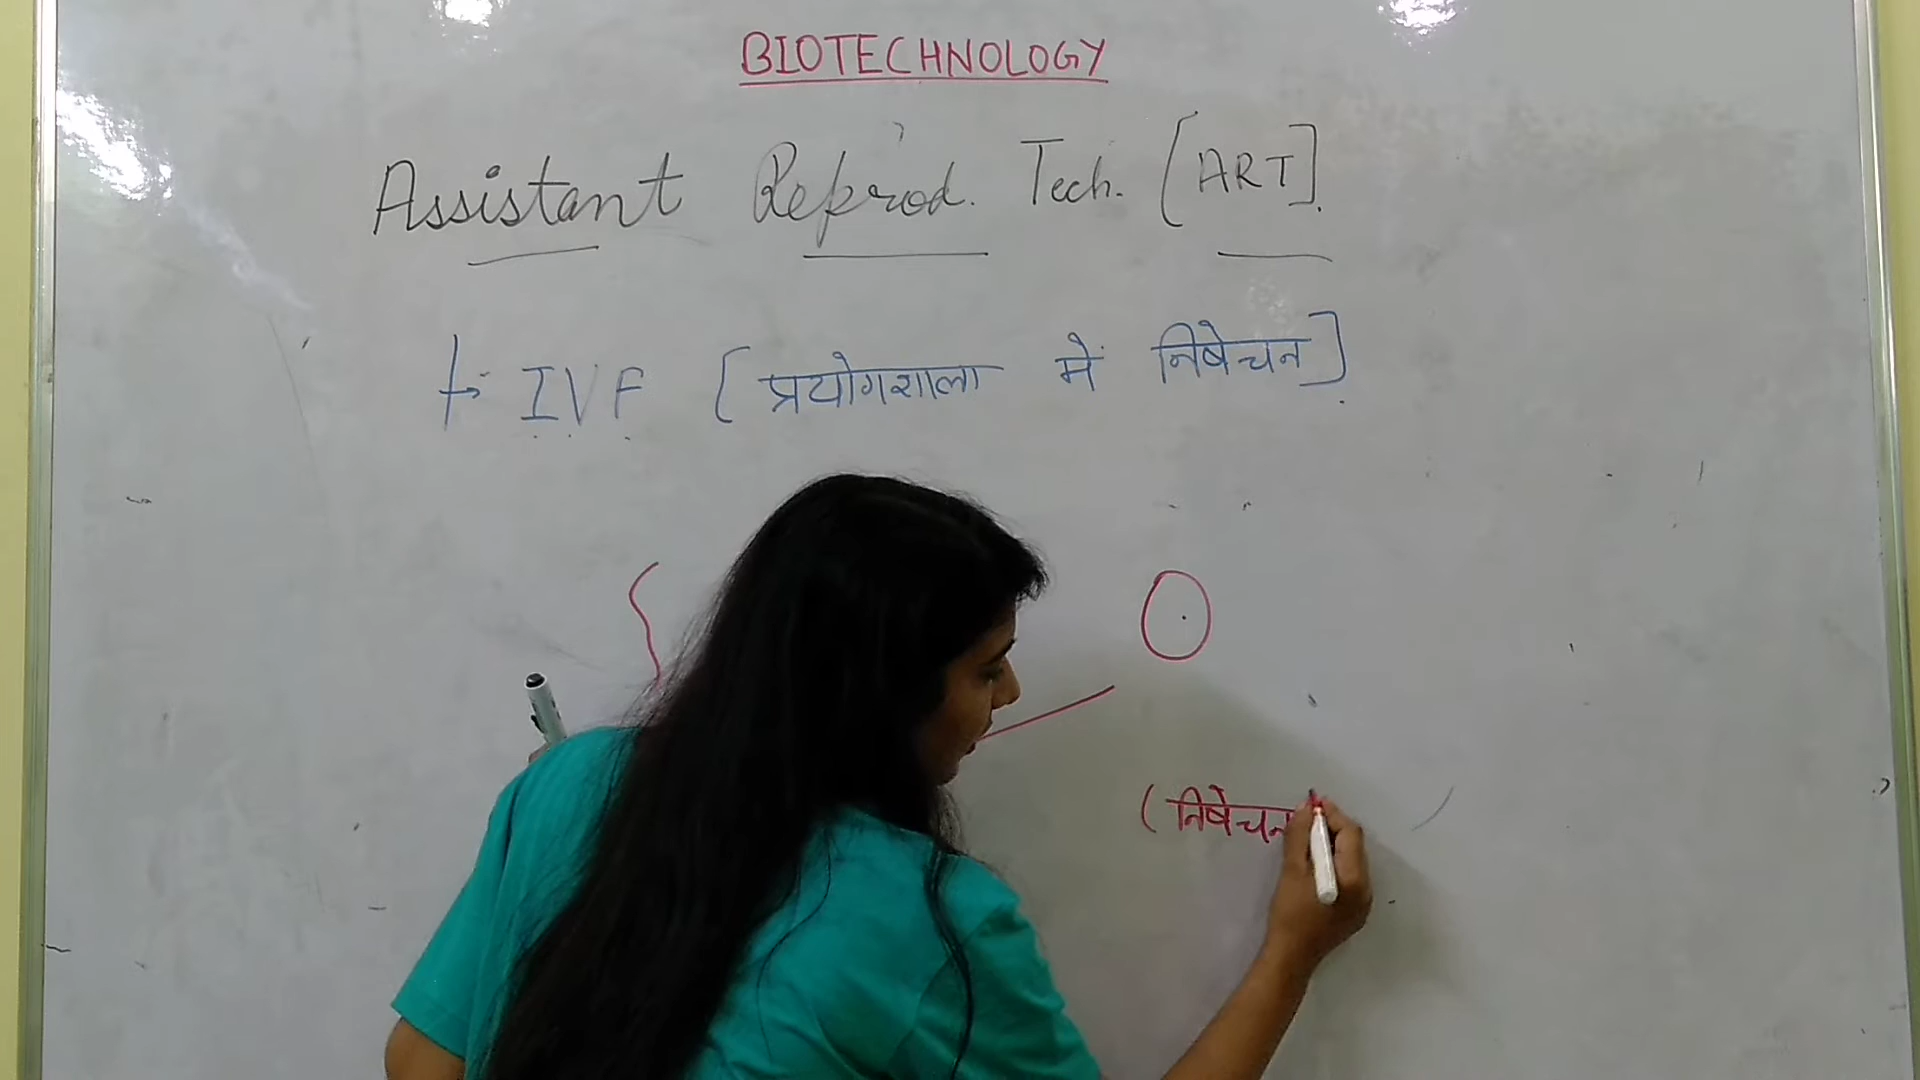 BIOTECHNOLOGY
Assistant Reprod. Tech. [ART].
IVF [प्रयोगशाला में निषेचन]
(निषेचन